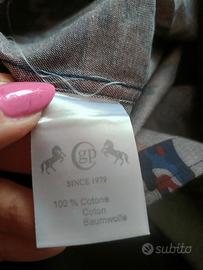 gp
SINCE 1979
100 % Cotone
Coton
Baumwolle
subito